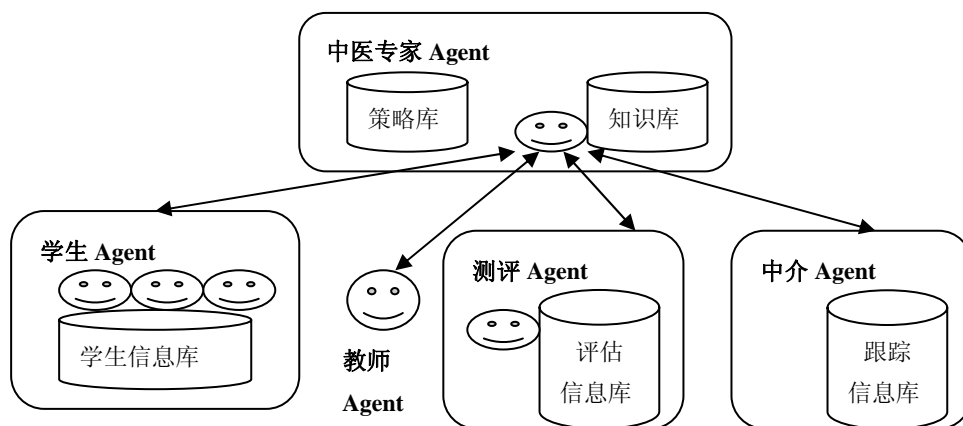 中医专家 Agent
策略库
知识库
学生 Agent
学生信息库
教师
Agent
测评 Agent
评估
信息库
中介 Agent
跟踪
信息库